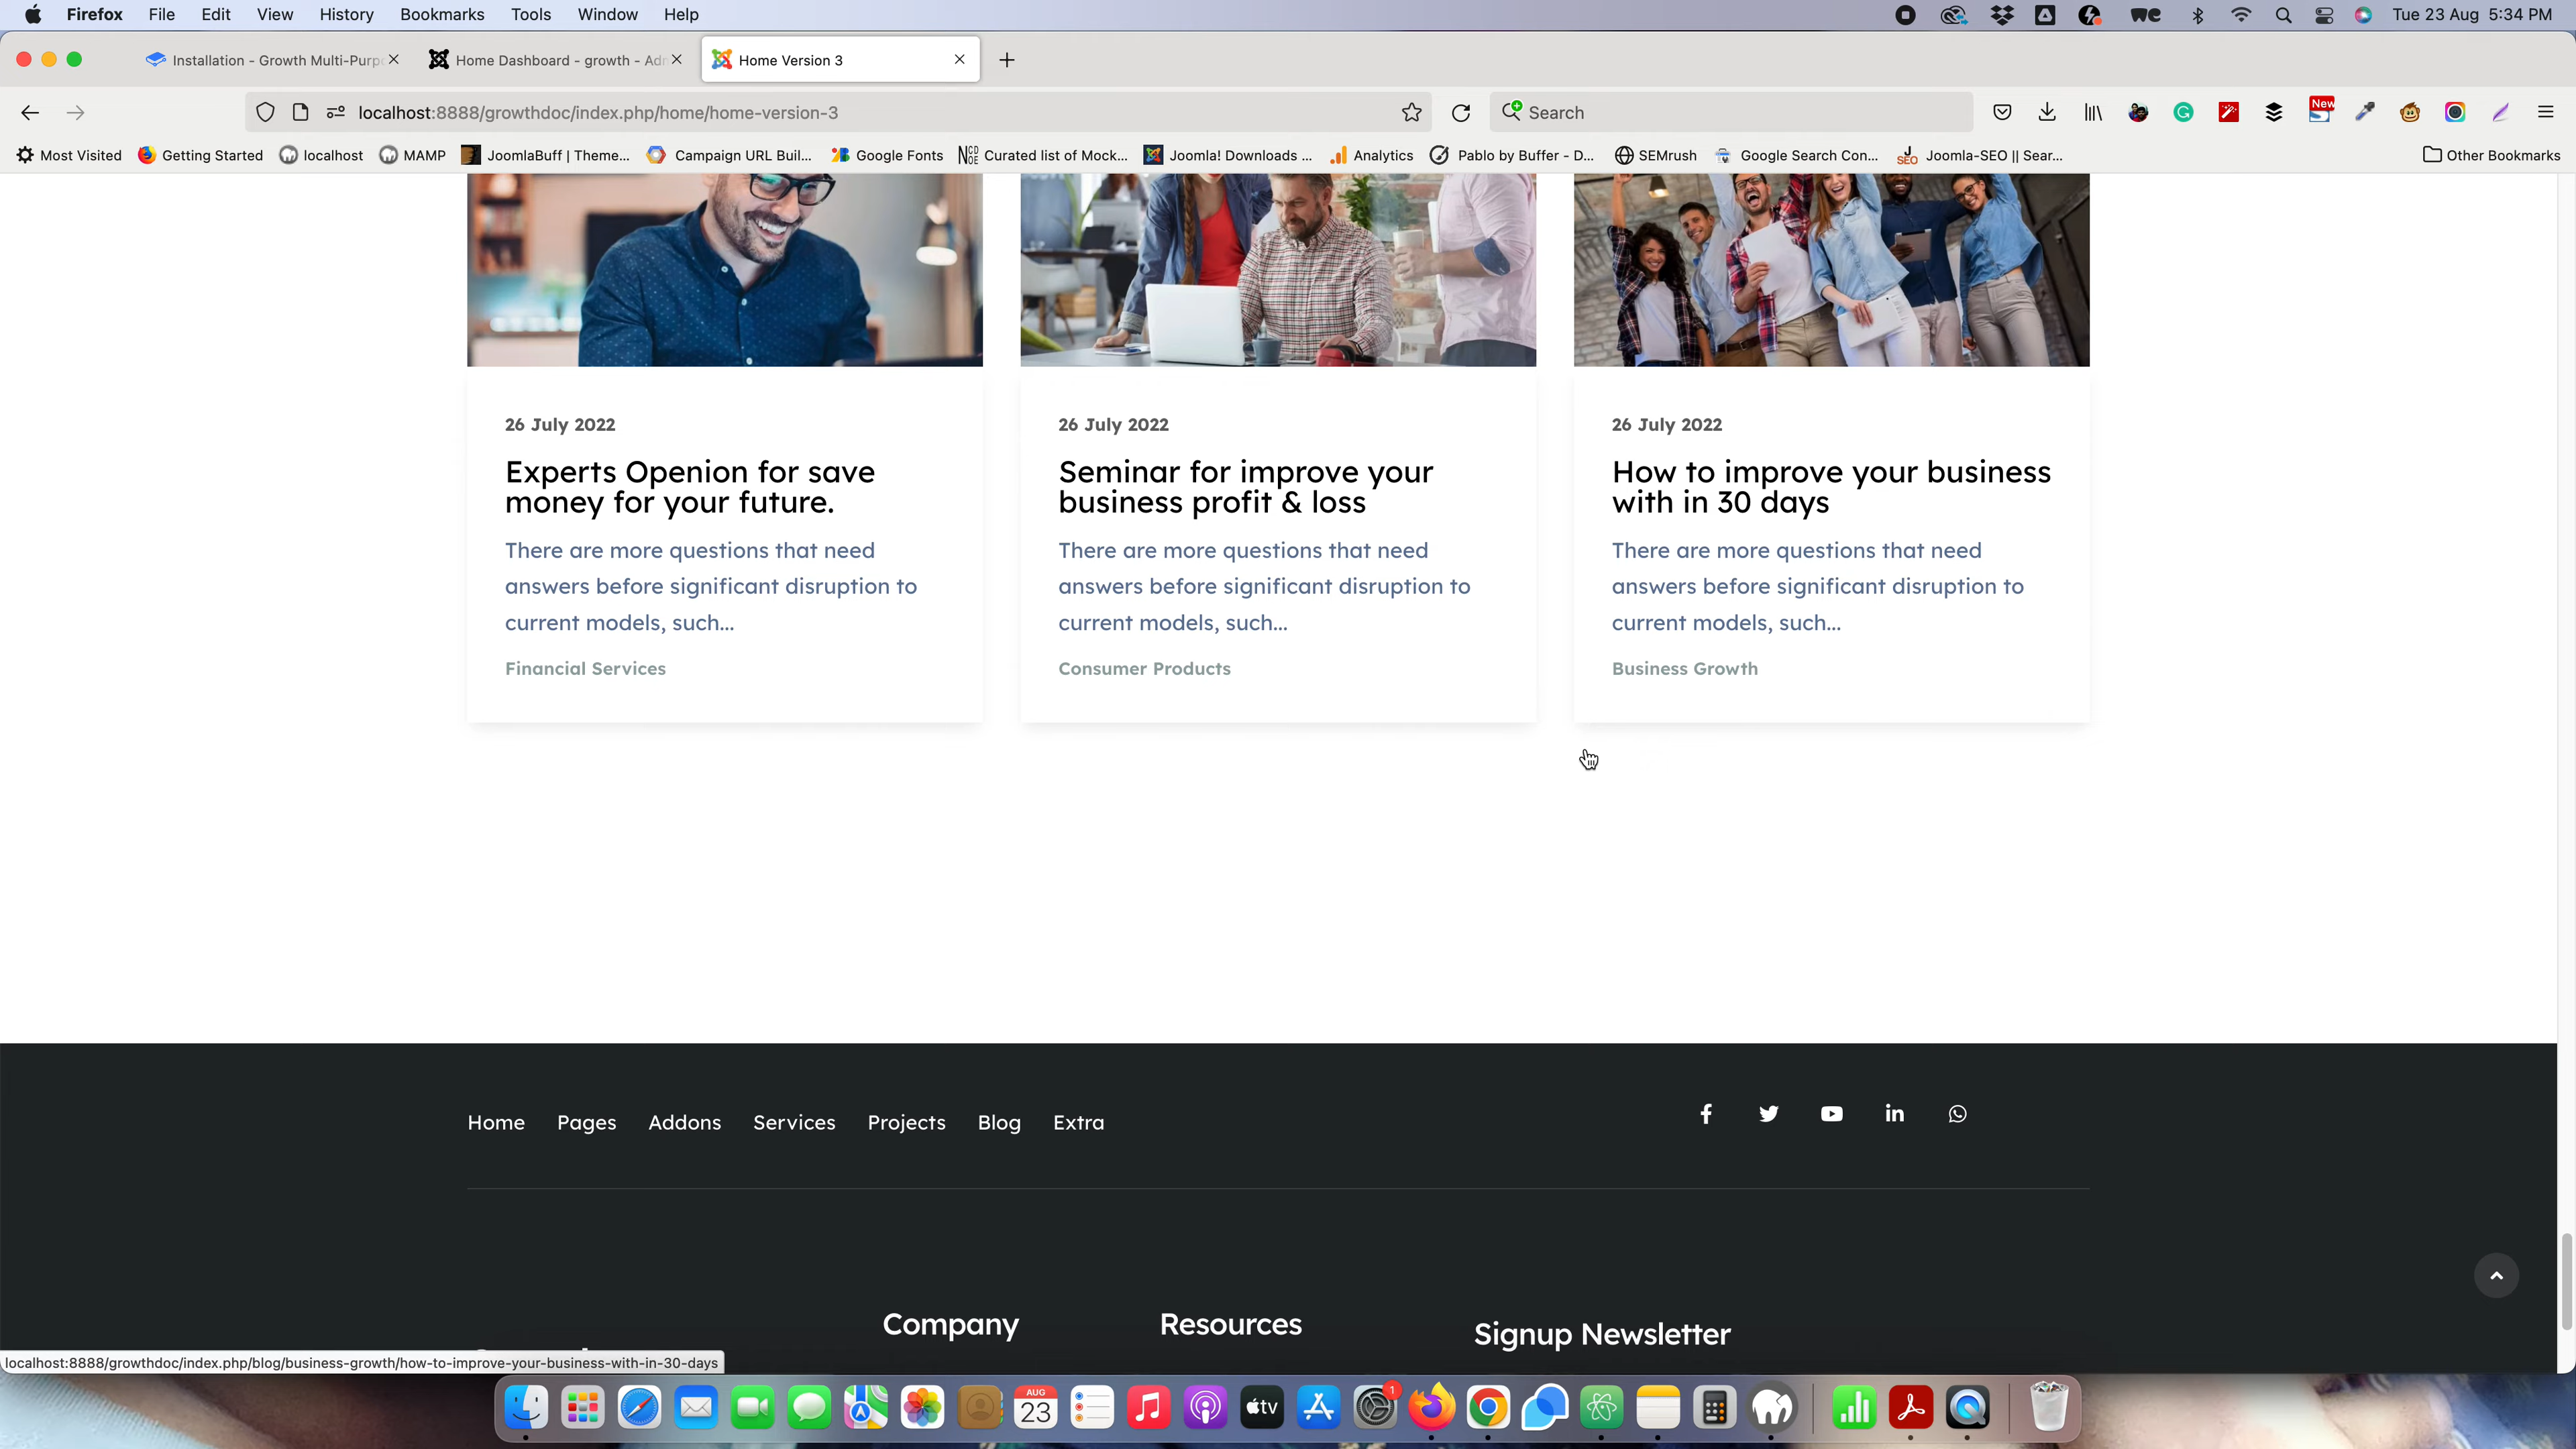 Firefox File Edit View History Bookmarks Tools Window Help Tue 23 Aug 5:34 PM
Installation - Growth Multi-Purp Home Dashboard - growth - Adn Home Version 3
localhost:8888/growthdoc/index.php/home/home-version-3 Search New
Most Visited Getting Started localhost MAMP JoomlaBuff | Theme... Campaign URL Buil... Google Fonts Curated list of Mock... Joomla! Downloads ... Analytics Pablo by Buffer - D... SEMrush Google Search Con... Joomla-SEO || Sear... Other Bookmarks
26 July 2022
Experts Openion for save
money for your future.
There are more questions that need
answers before significant disruption to
current models, such...
Financial Services
26 July 2022
Seminar for improve your
business profit & loss
There are more questions that need
answers before significant disruption to
current models, such...
Consumer Products
26 July 2022
How to improve your business
with in 30 days
There are more questions that need
answers before significant disruption to
current models, such...
Business Growth
Home Pages Addons Services Projects Blog Extra
Company Resources Signup Newsletter
localhost:8888/growthdoc/index.php/blog/business-growth/how-to-improve-your-business-with-in-30-days
AUG
23
tv
1